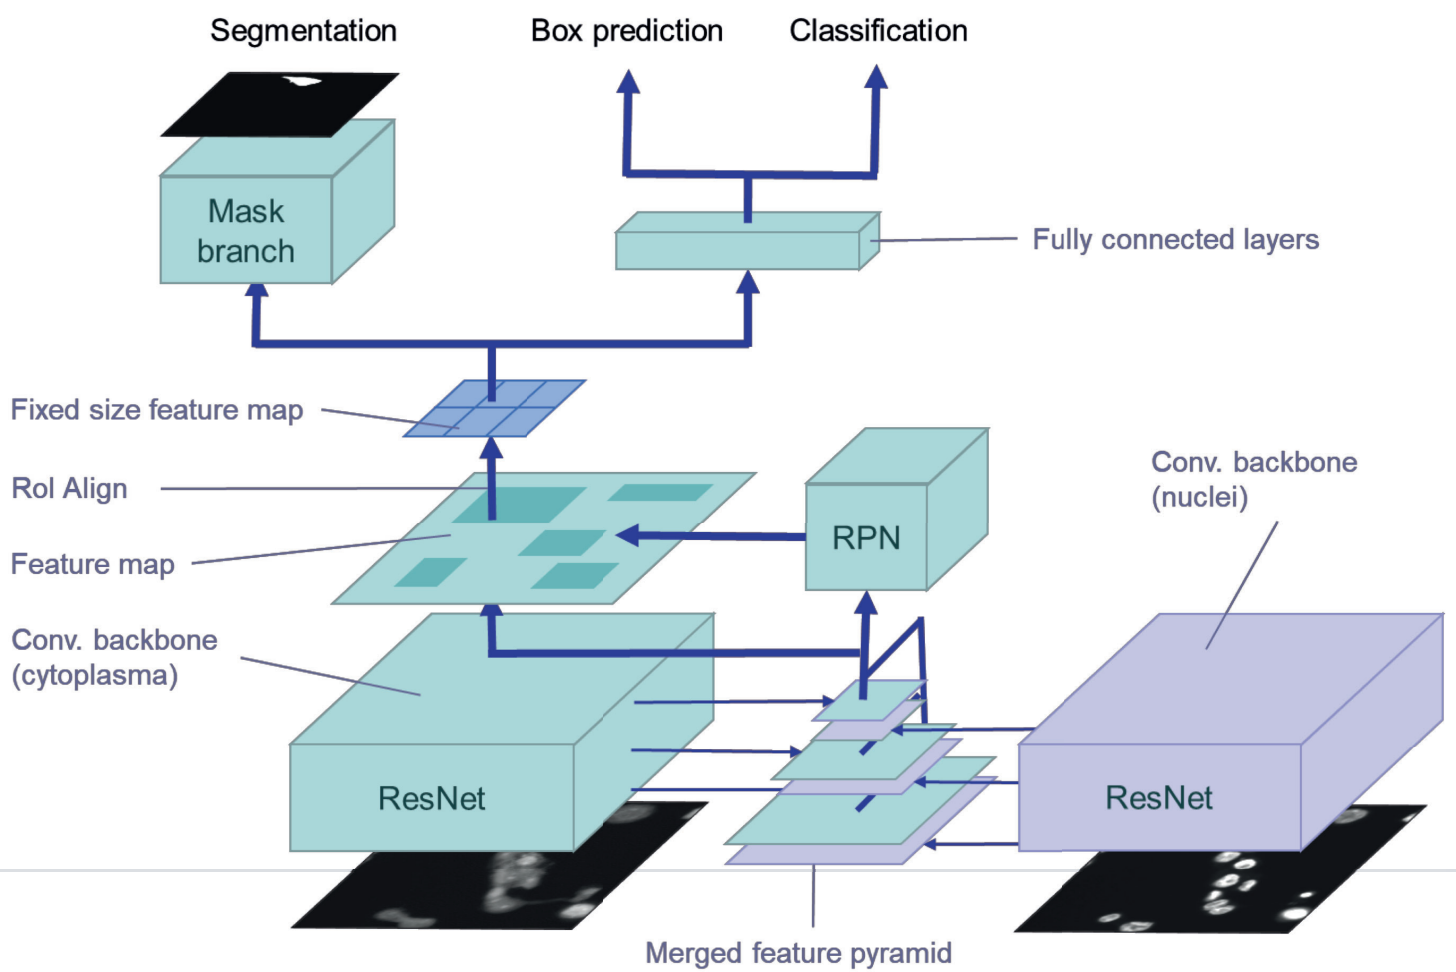 Segmentation
Box prediction
Classification
Mask
branch
Fully connected layers
Fixed size feature map
RoI Align
Feature map
RPN
Conv. backbone
(nuclei)
Conv. backbone
(cytoplasma)
ResNet
ResNet
Merged feature pyramid